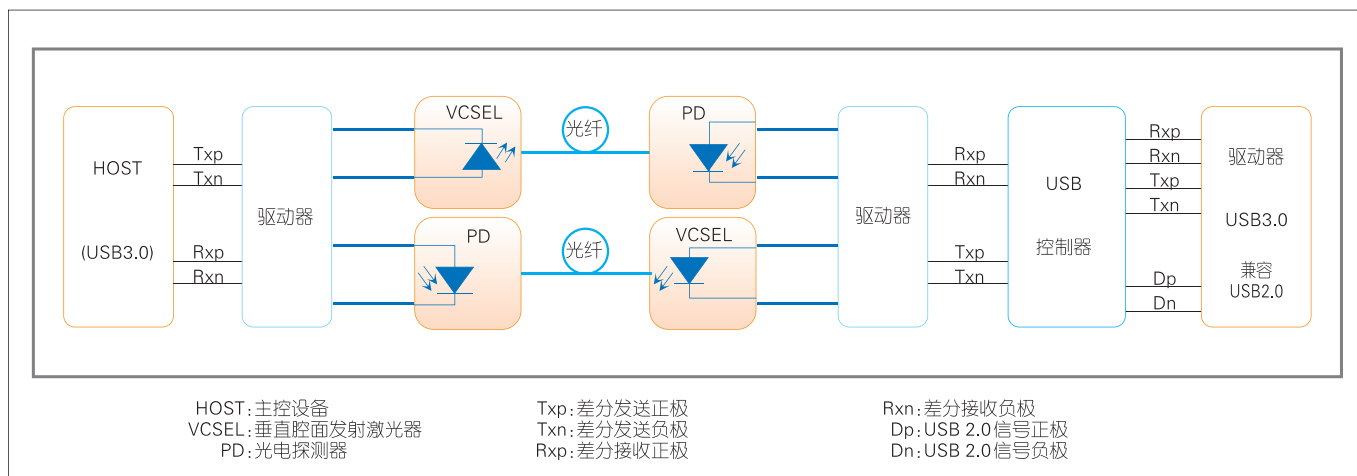 HOST
(USB3.0)
Txp
Txn
Rxp
Rxn
驱动器
VCSEL
PD
光纤
光纤
PD
VCSEL
驱动器
Rxp
Rxn
Txp
Txn
USB
控制器
Rxp
Rxn
Txp
Txn
Dp
Dn
驱动器
USB3.0
兼容
USB2.0
HOST:主控设备
VCSEL:垂直腔面发射激光器
PD:光电探测器
Txp:差分发送正极
Txn:差分发送负极
Rxp:差分接收正极
Rxn:差分接收负极
Dp:USB 2.0信号正极
Dn:USB 2.0信号负极